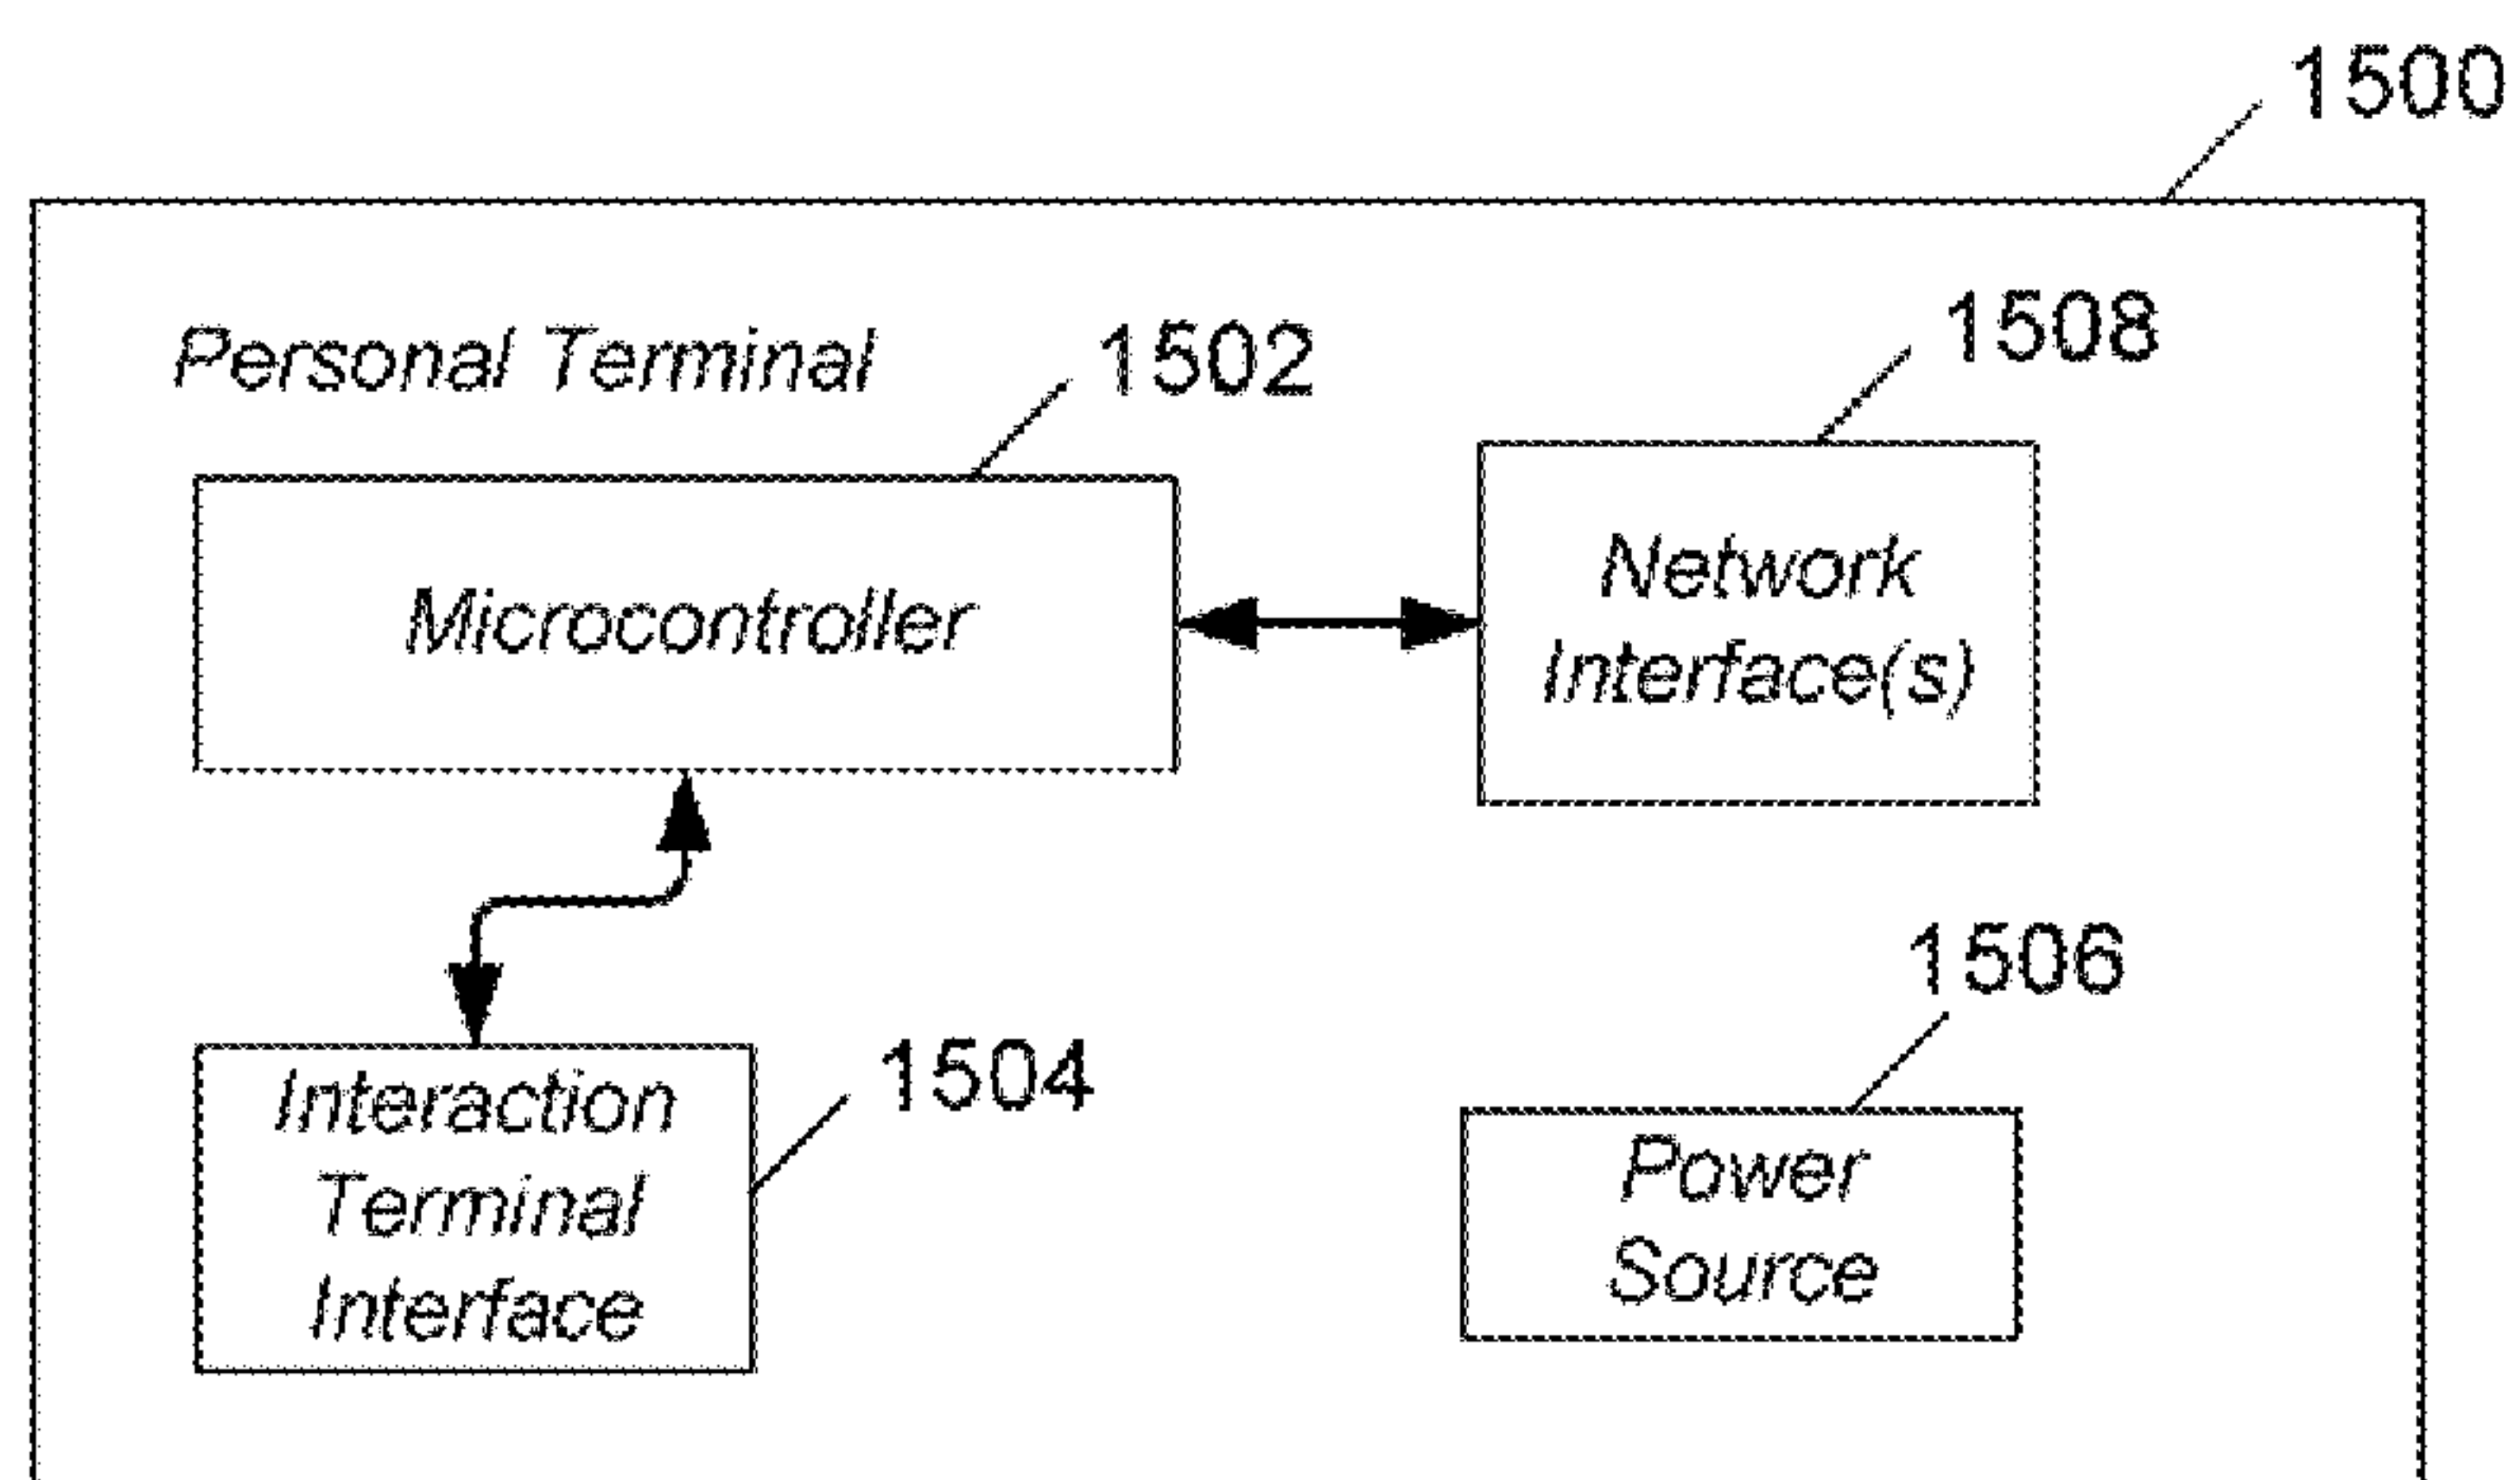 1500
1508
Personal Terminal
1502
Microcontroller
Network
Interface(s)
1506
1504
Interaction
Terminal
Interface
Power
Source